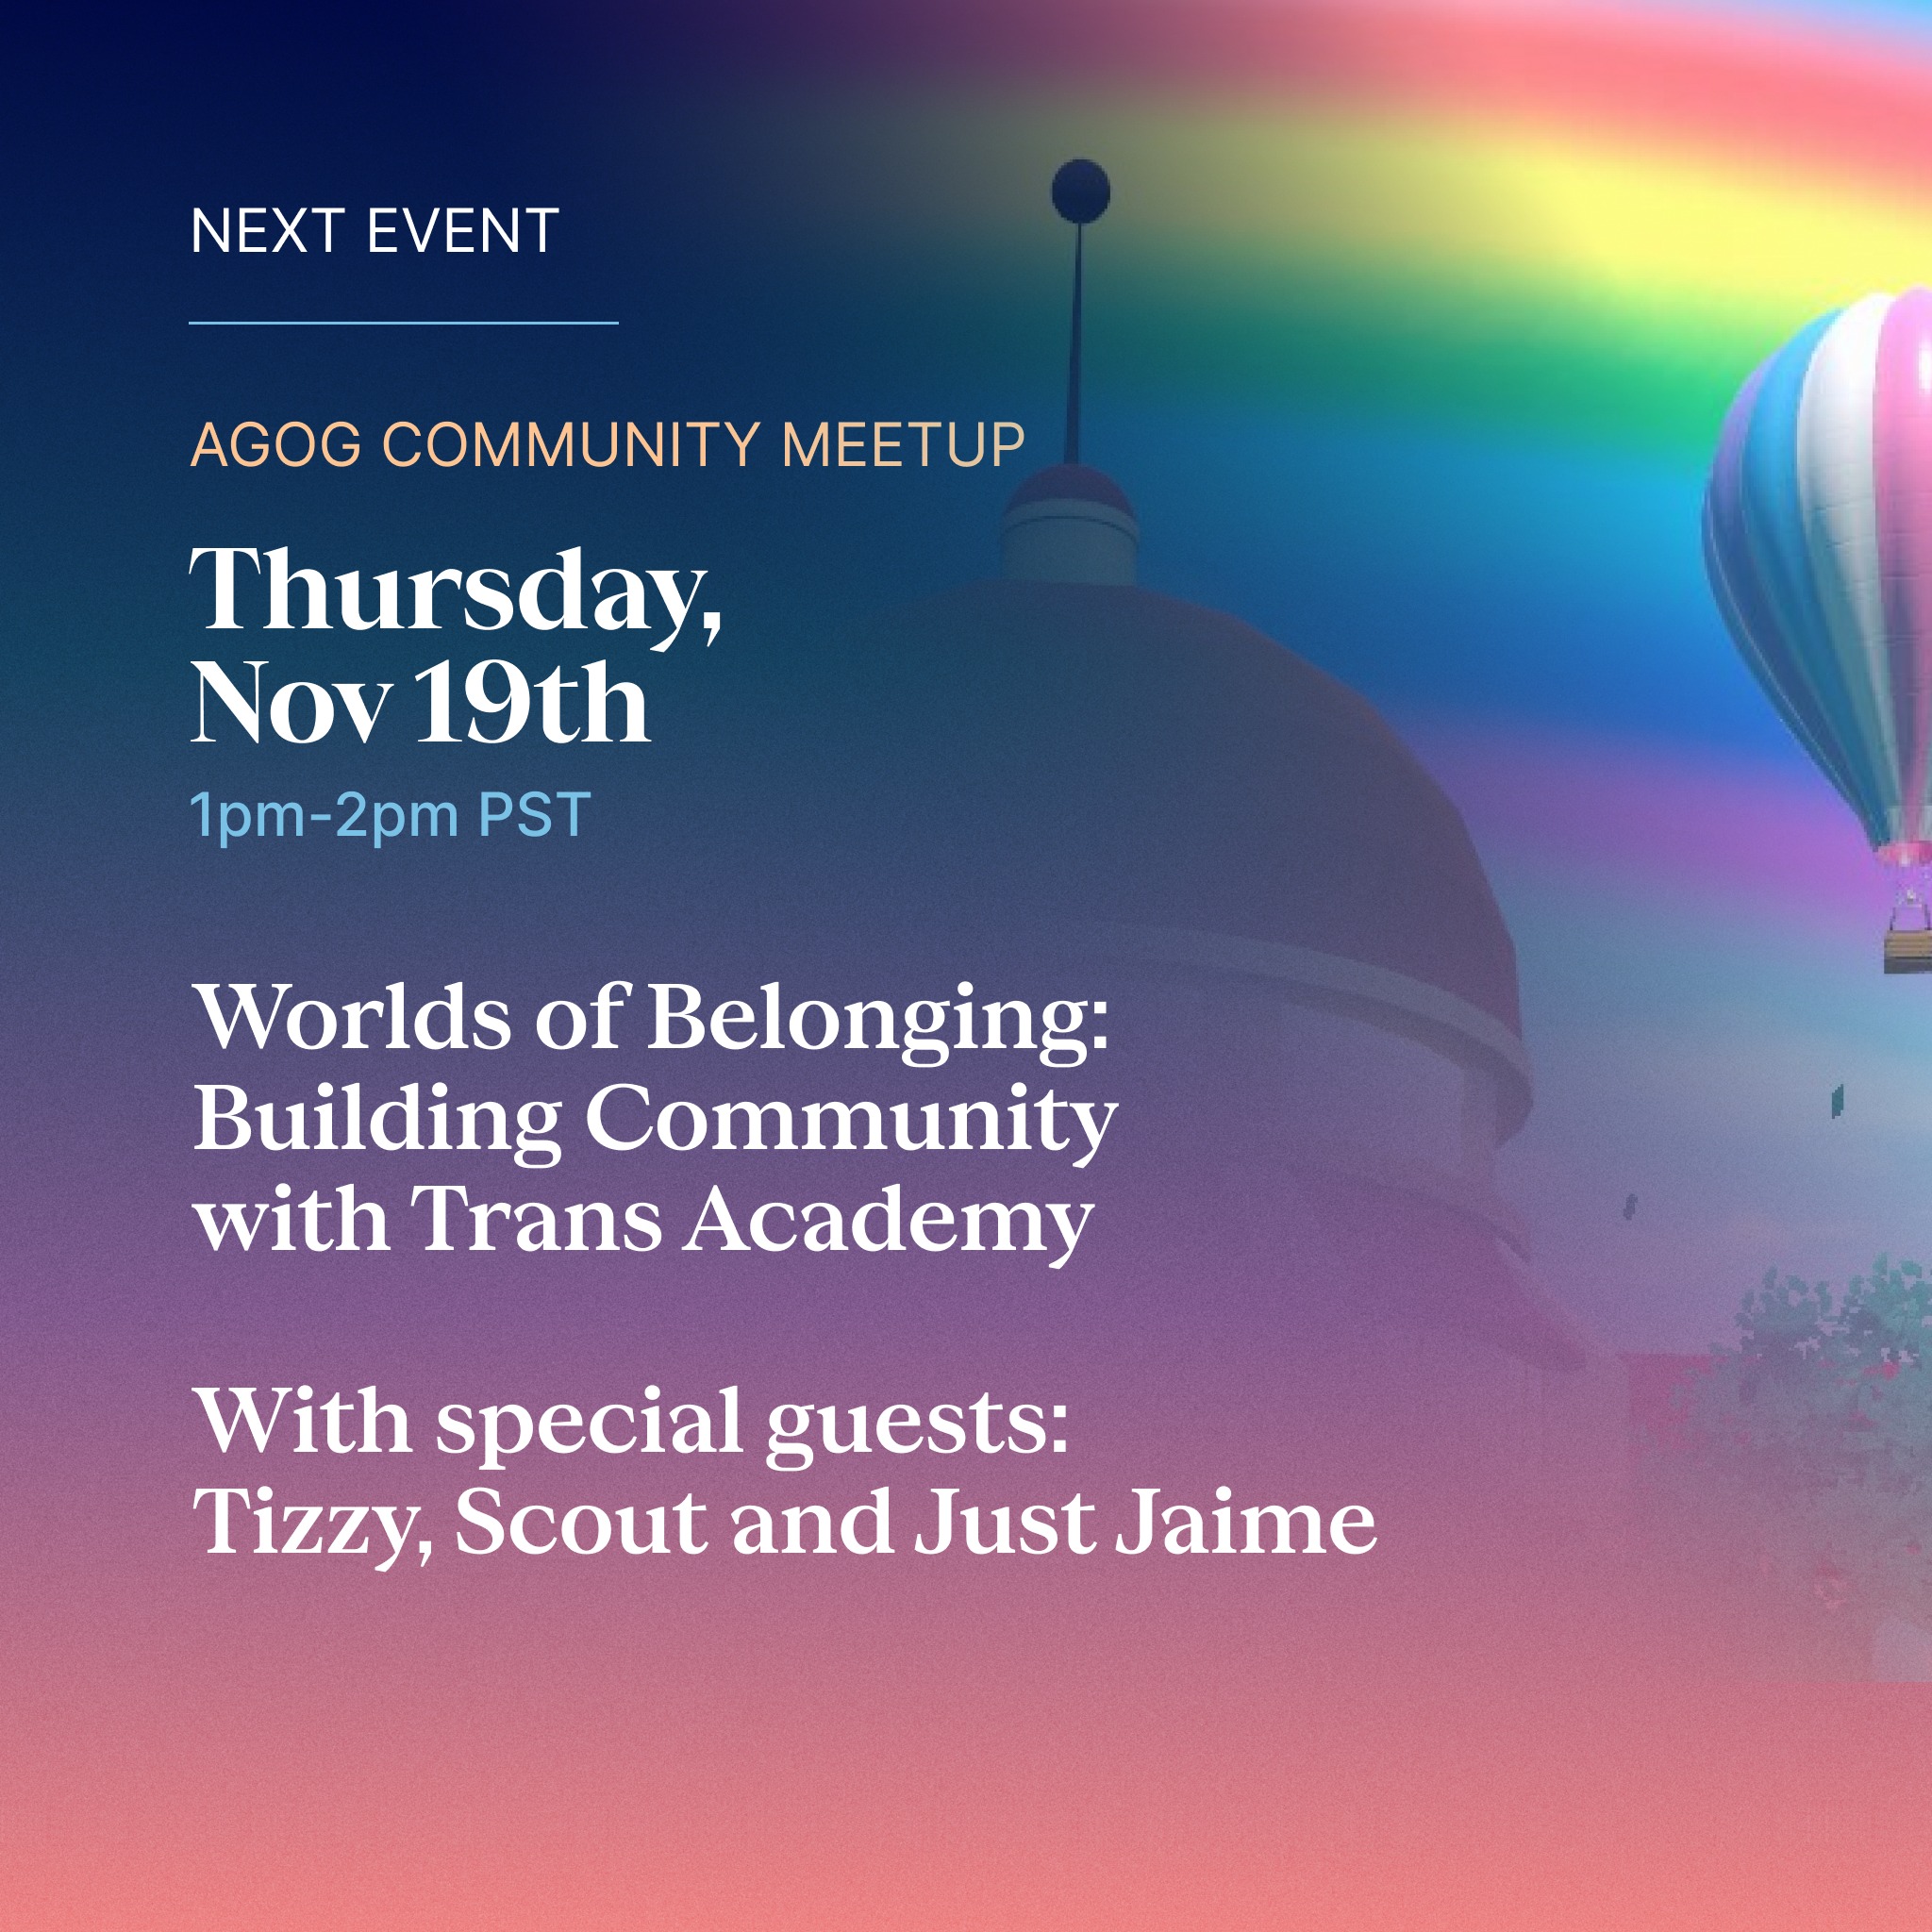 NEXT EVENT
AGOG COMMUNITY MEETUP
Thursday,
Nov 19th
1pm-2pm PST
Worlds of Belonging:
Building Community
with Trans Academy
With special guests:
Tizzy, Scout and Just Jaime